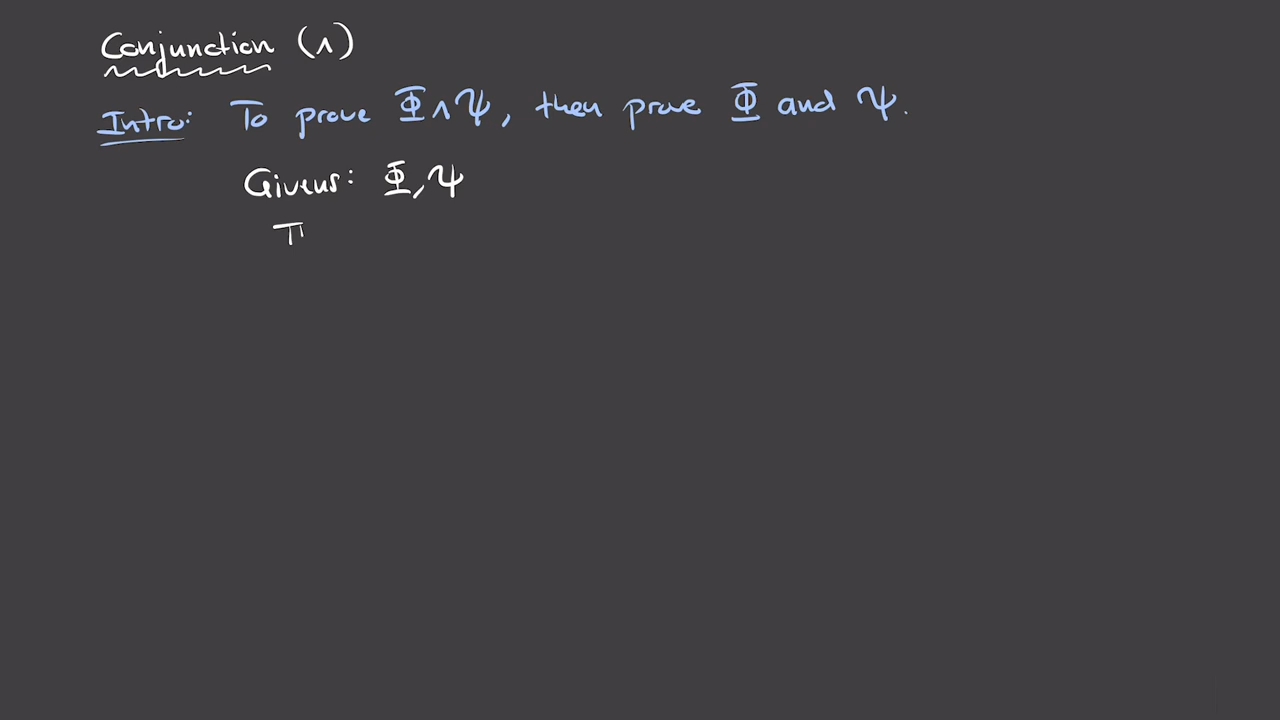 Conjunction (∧)
Intro: To prove Φ∧Ψ, then prove Φ and Ψ.
Givens: Φ, Ψ